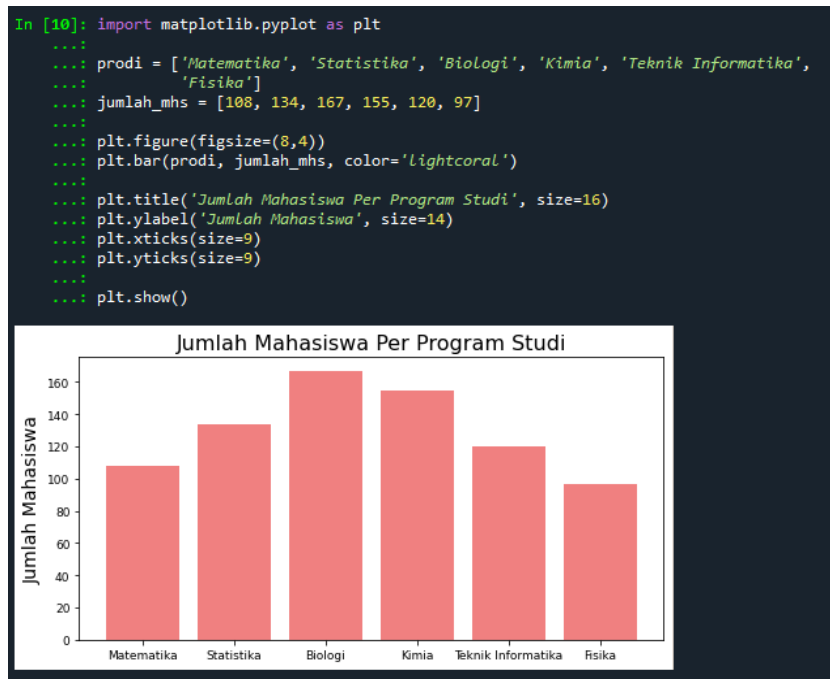 In [10]: import matplotlib.pyplot as plt
...:
...: prodi = ['Matematika', 'Statistika', 'Biologi', 'Kimia', 'Teknik Informatika',
...: 'Fisika']
...: jumlah_mhs = [108, 134, 167, 155, 120, 97]
...:
...: plt.figure(figsize=(8,4))
...: plt.bar(prodi, jumlah_mhs, color='lightcoral')
...:
...: plt.title('Jumlah Mahasiswa Per Program Studi', size=16)
...: plt.ylabel('Jumlah Mahasiswa', size=14)
...: plt.xticks(size=9)
...: plt.yticks(size=9)
...:
...: plt.show()
Jumlah Mahasiswa Per Program Studi
Jumlah Mahasiswa
160
140
120
100
80
60
40
20
0
Matematika Statistika Biologi Kimia Teknik Informatika Fisika